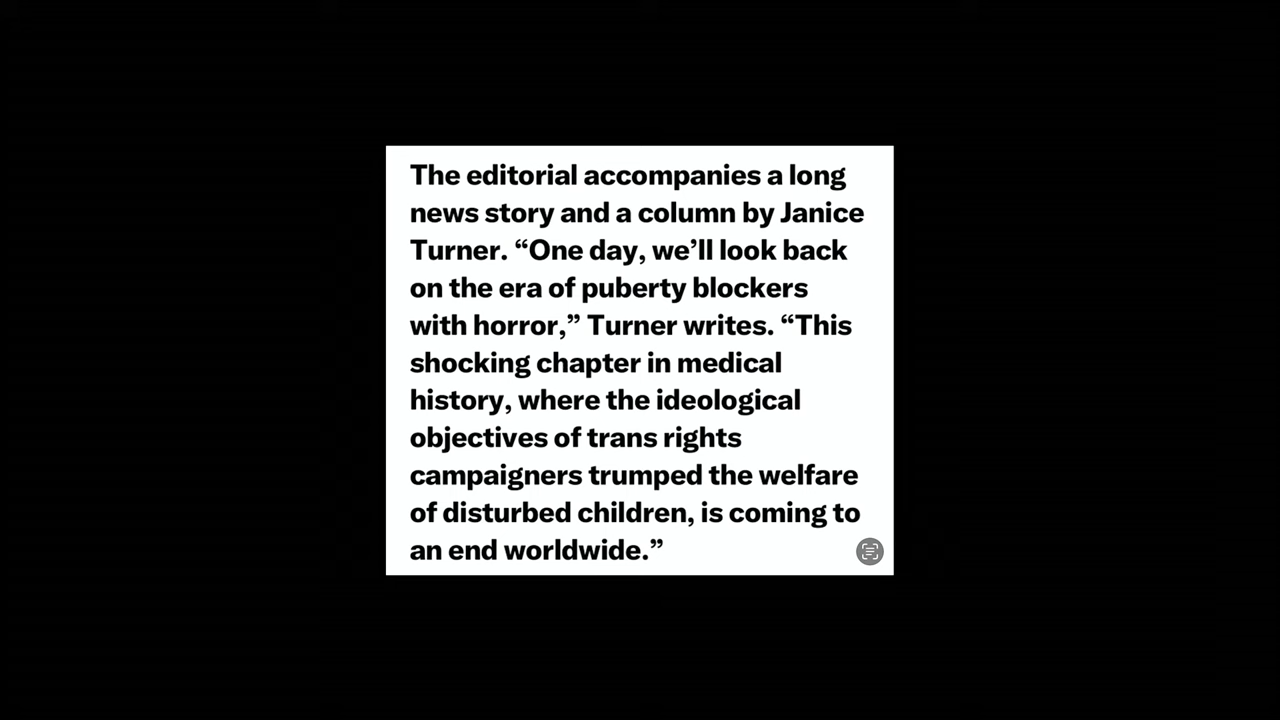 The editorial accompanies a long
news story and a column by Janice
Turner. “One day, we’ll look back
on the era of puberty blockers
with horror,” Turner writes. “This
shocking chapter in medical
history, where the ideological
objectives of trans rights
campaigners trumped the welfare
of disturbed children, is coming to
an end worldwide.”